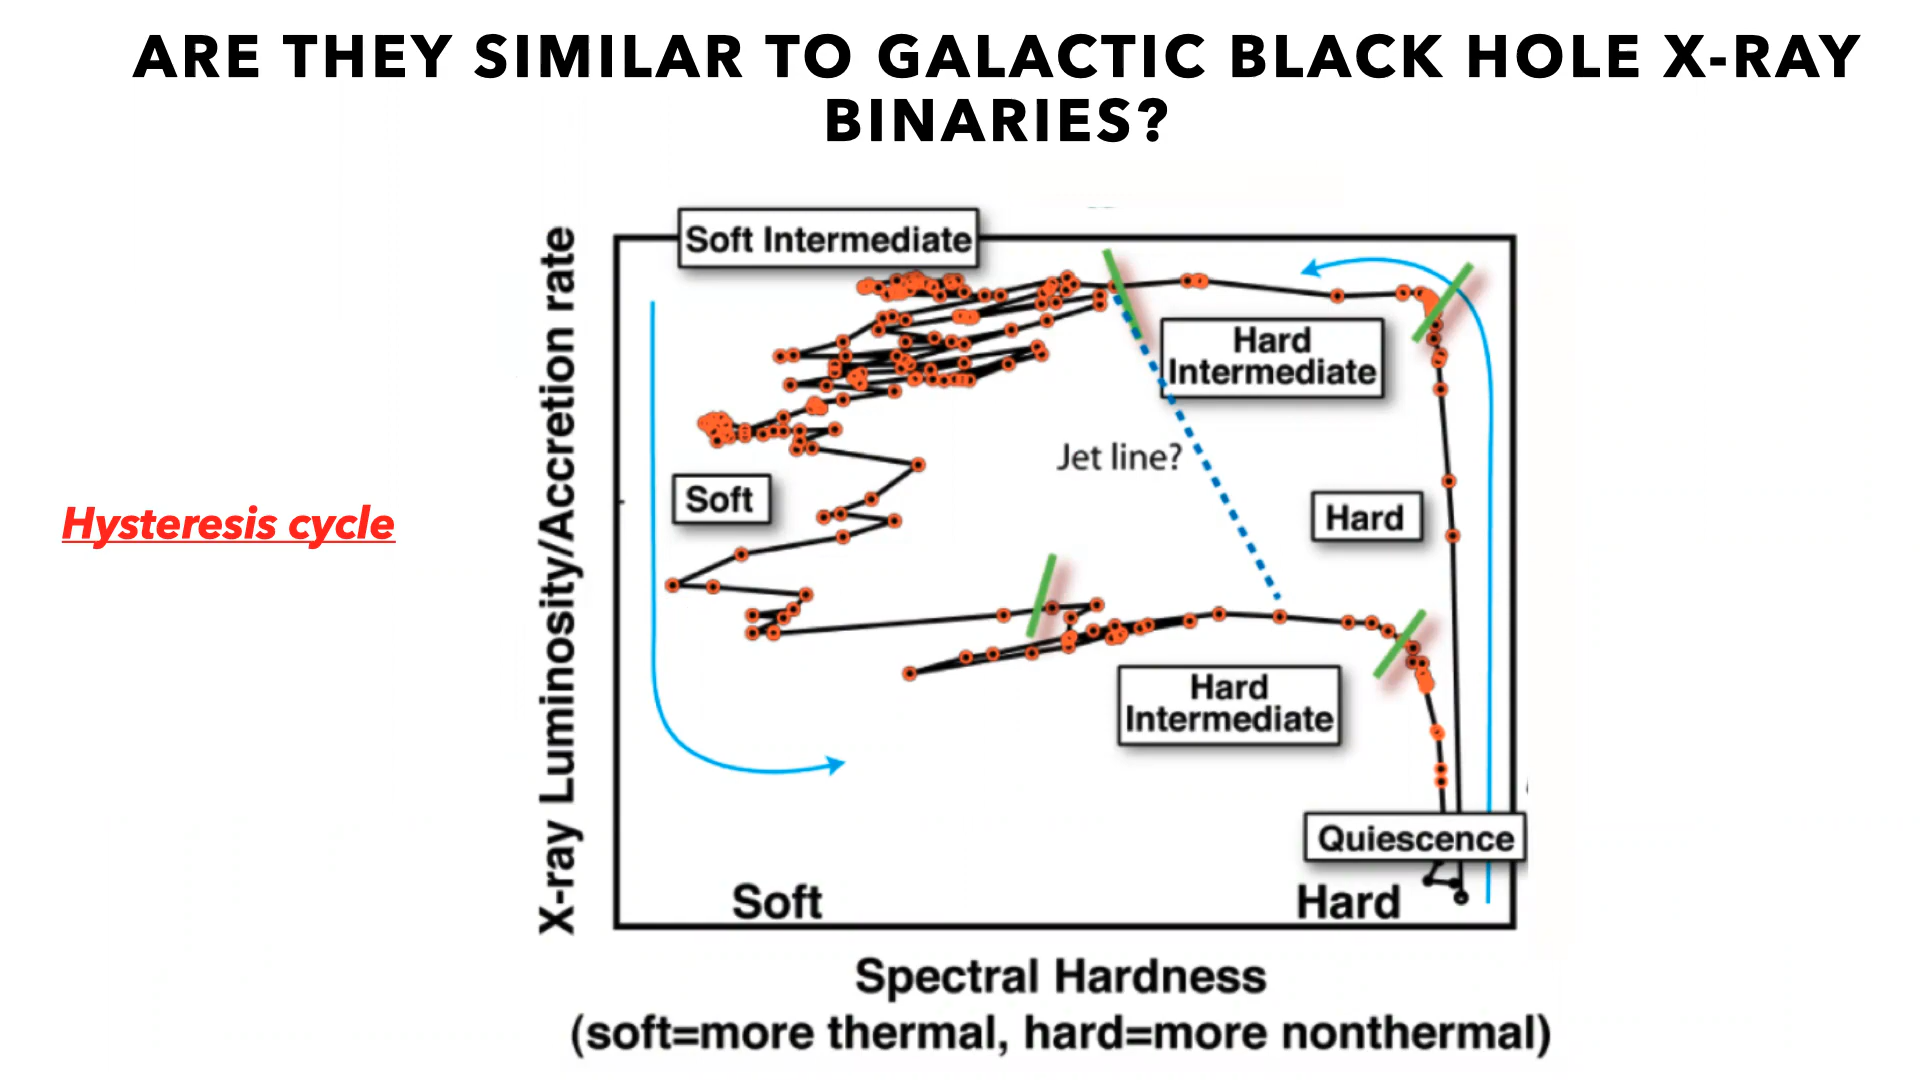 ARE THEY SIMILAR TO GALACTIC BLACK HOLE X-RAY
BINARIES?
Hysteresis cycle
X-ray Luminosity/Accretion rate
Soft Intermediate
Hard
Intermediate
Jet line?
Soft
Hard
Hard
Intermediate
Quiescence
Soft
Hard
Spectral Hardness
(soft=more thermal, hard=more nonthermal)